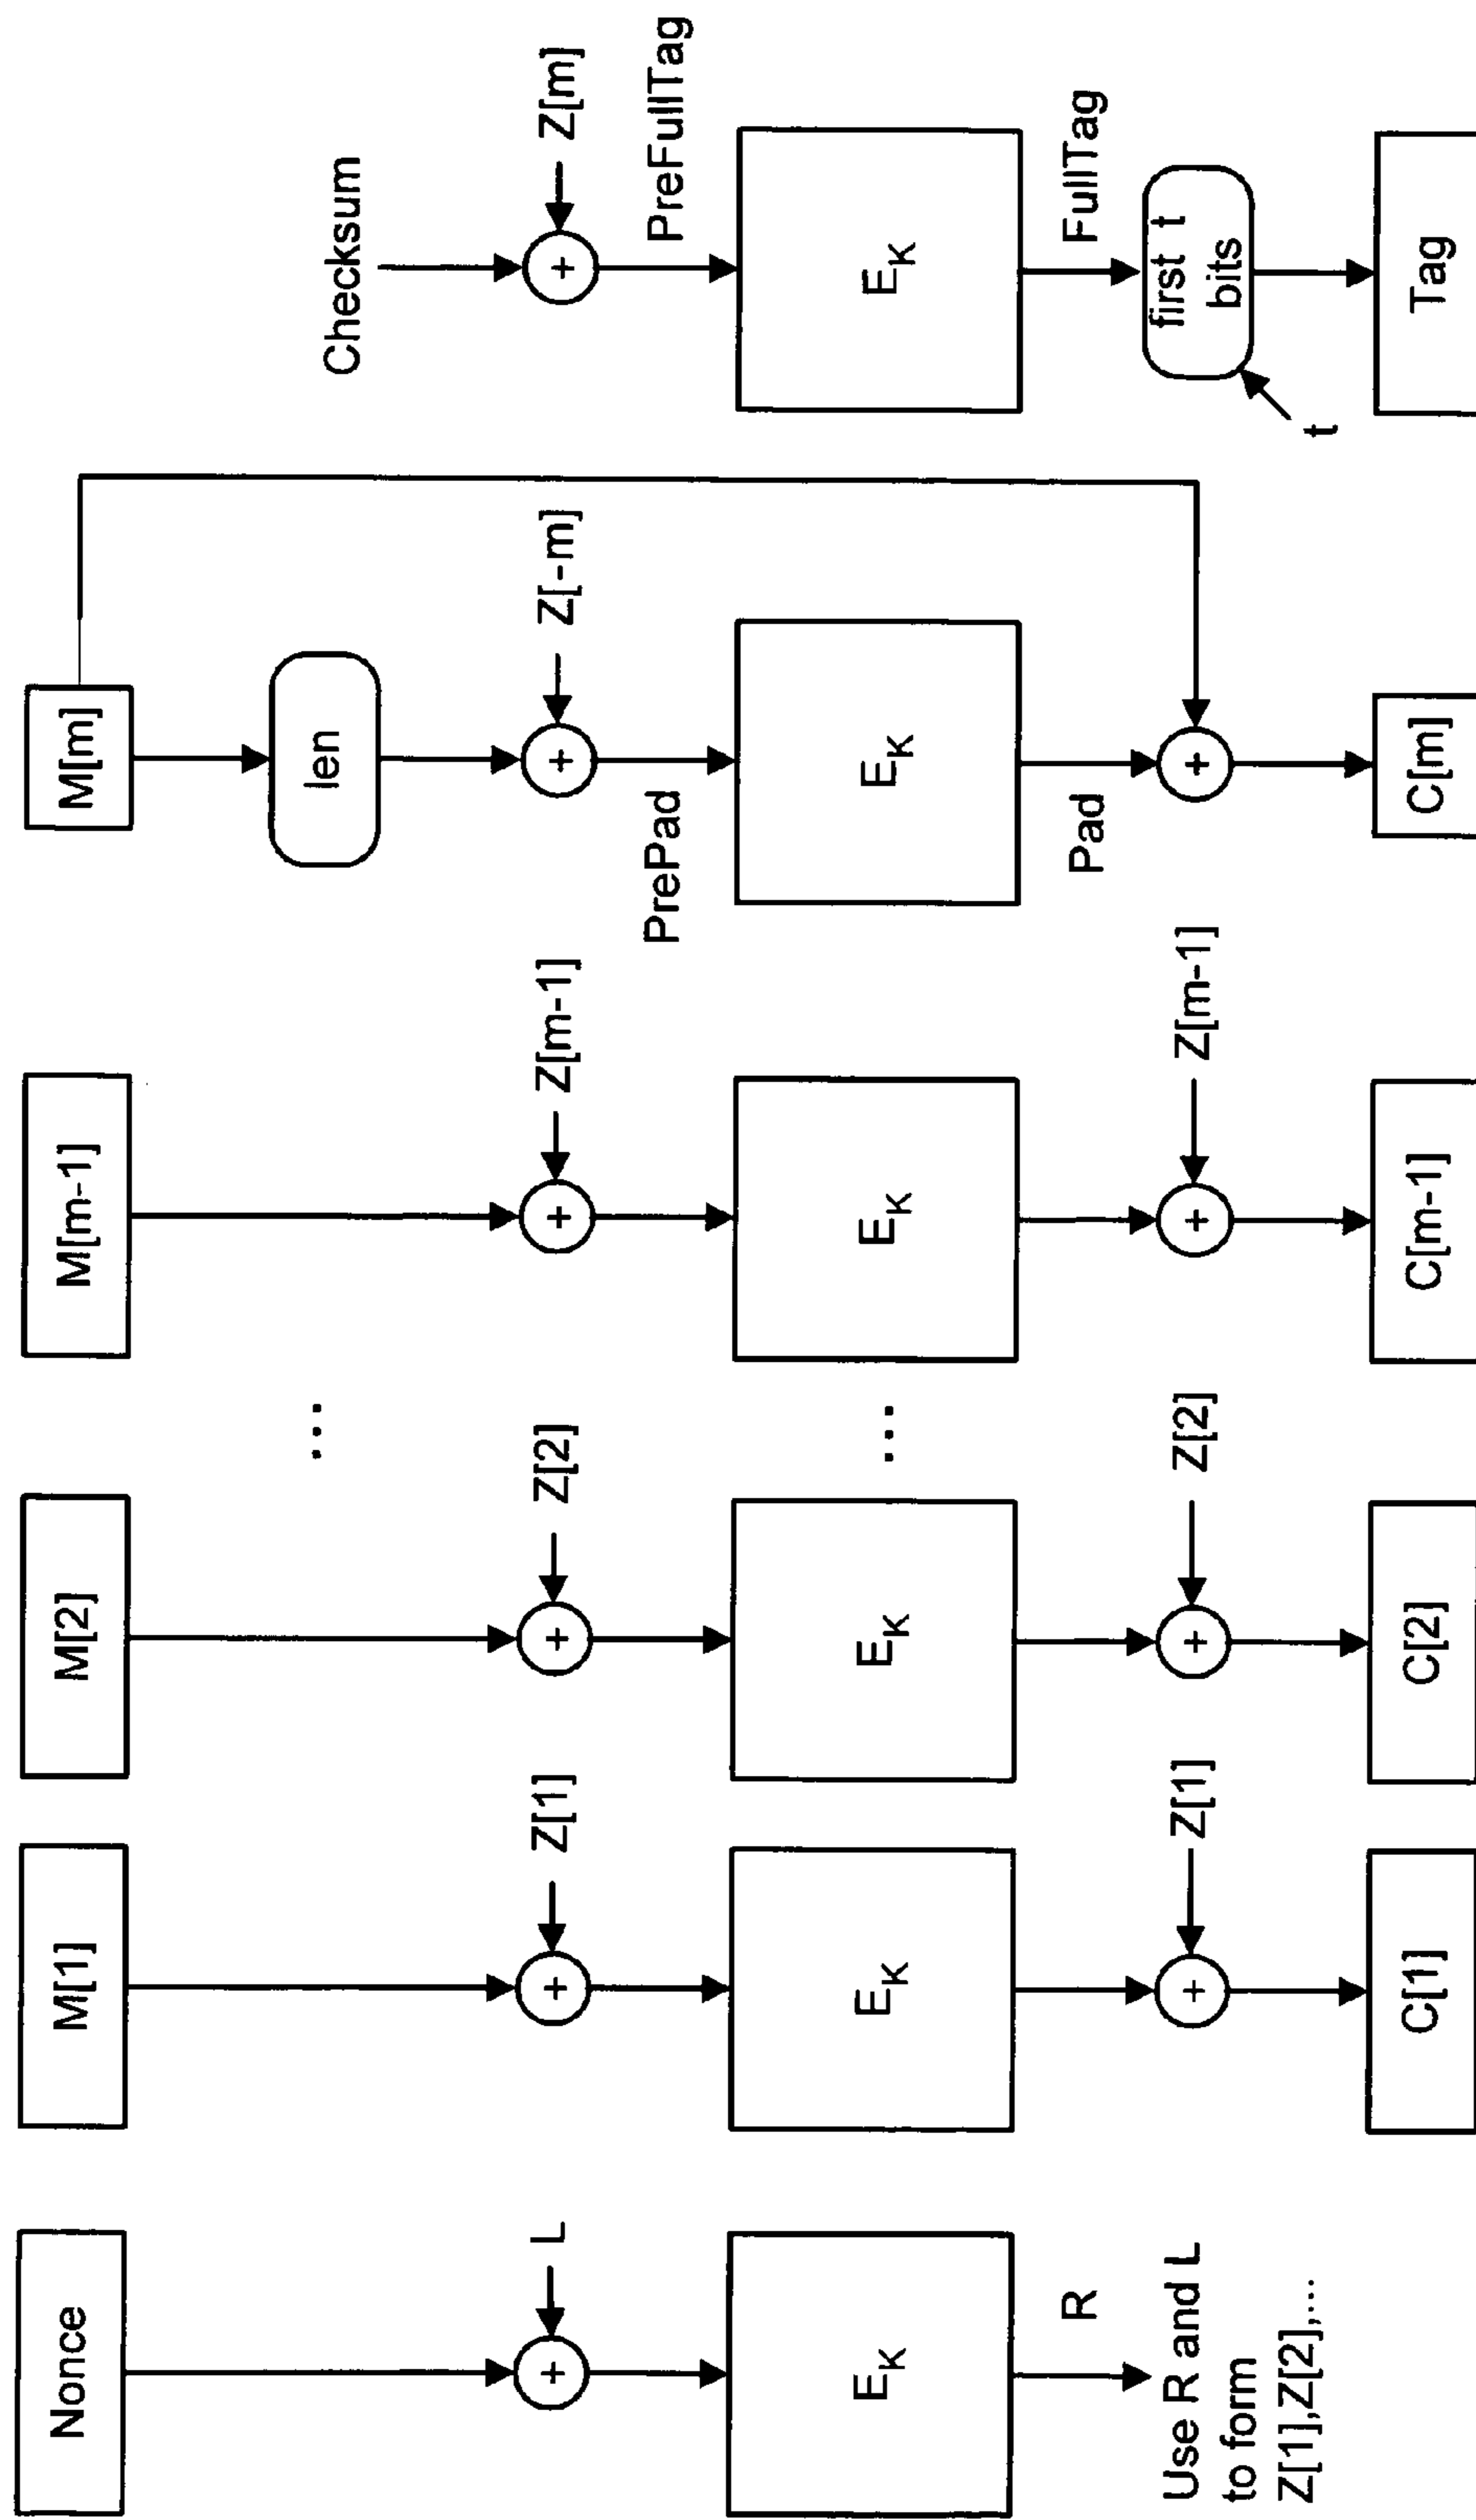 Nonce
M[1]
M[2]
M[m-1]
M[m]
...
len
Checksum
+ L
+ Z[1]
+ Z[2]
+ Z[m-1]
+ Z[-m]
+ Z[m]
PrePad
PreFullTag
E_K
E_K
E_K
...
E_K
E_K
E_K
R
Pad
FullTag
Use R and L
to form
Z[1],Z[2],...
+ Z[1]
+ Z[2]
+ Z[m-1]
+
first t
bits
t
C[1]
C[2]
C[m-1]
C[m]
Tag